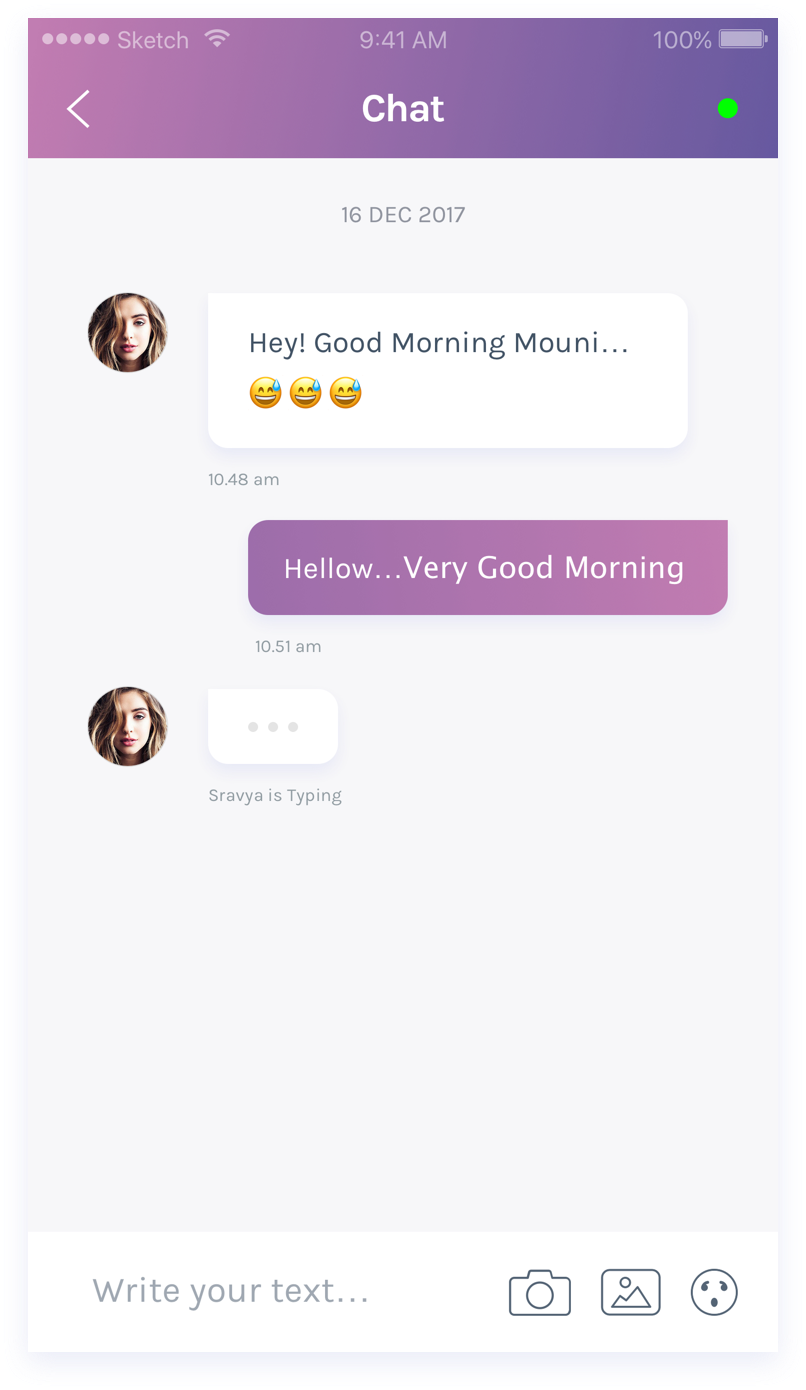 Sketch 9:41 AM 100%
Chat
16 DEC 2017
Hey! Good Morning Mouni...
😅😅😅
10.48 am
Hellow...Very Good Morning
10.51 am
Sravya is Typing
Write your text...